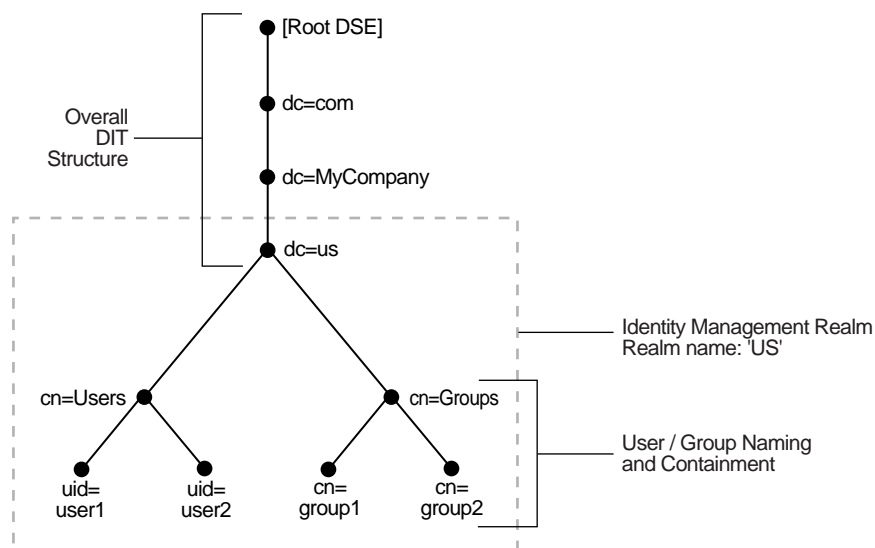 [Root DSE]
dc=com
Overall
DIT
Structure
dc=MyCompany
dc=us
Identity Management Realm
Realm name: 'US'
cn=Users
cn=Groups
User / Group Naming
and Containment
uid=
user1
uid=
user2
cn=
group1
cn=
group2